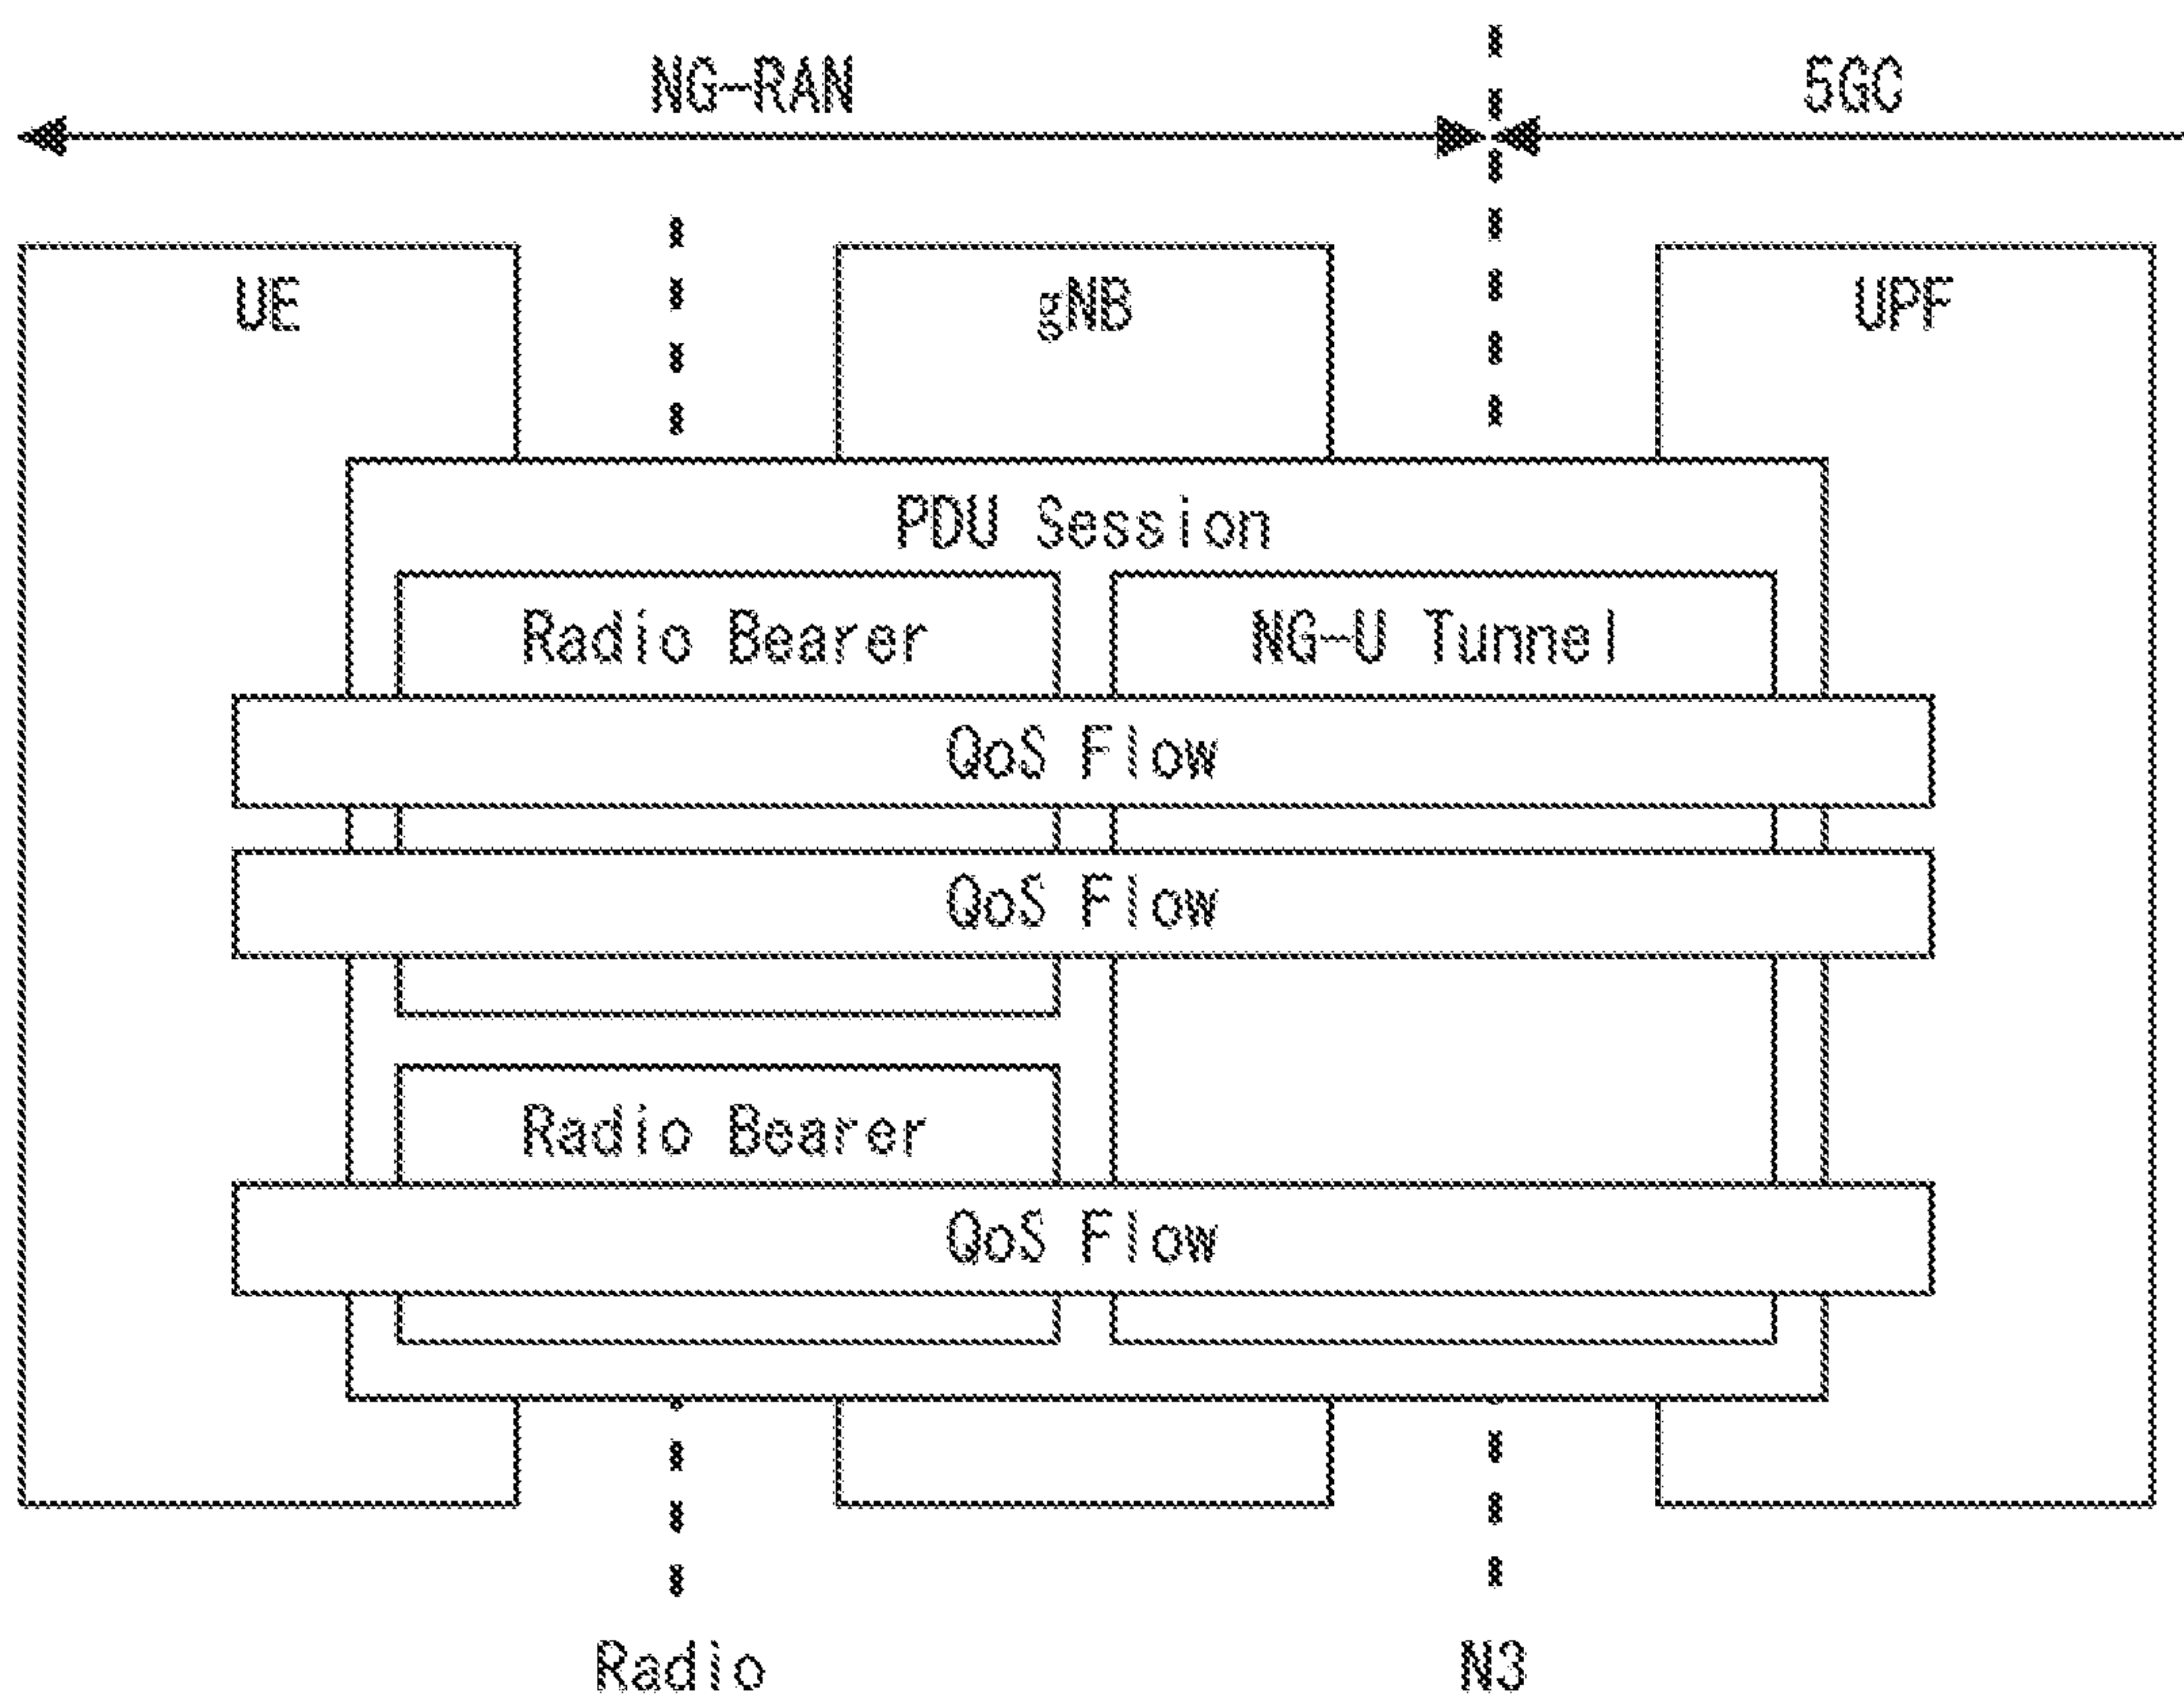 NG-RAN
5GC
UE
gNB
UPF
PDU Session
Radio Bearer
NG-U Tunnel
QoS Flow
QoS Flow
Radio Bearer
QoS Flow
Radio
N3